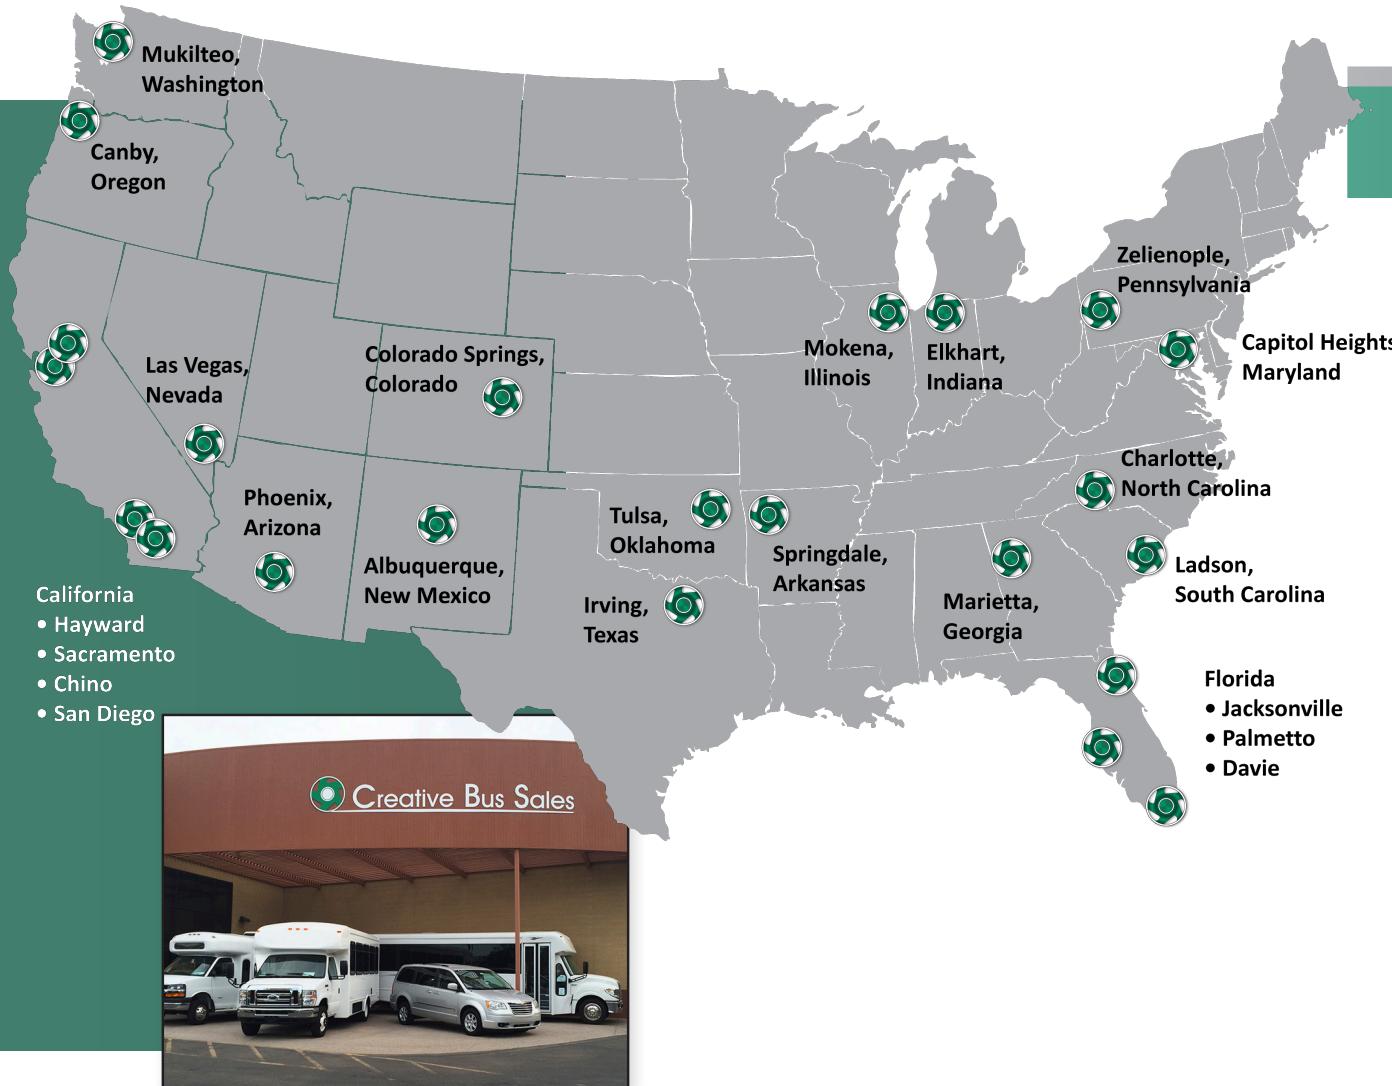 Mukilteo,
Washington
Canby,
Oregon
Zelienople,
Pennsylvania
Capitol Heights
Maryland
Mokena,
Illinois
Elkhart,
Indiana
Las Vegas,
Nevada
Colorado Springs,
Colorado
Charlotte,
North Carolina
Phoenix,
Arizona
Albuquerque,
New Mexico
Tulsa,
Oklahoma
Springdale,
Arkansas
Ladson,
South Carolina
Irving,
Texas
Marietta,
Georgia
California
• Hayward
• Sacramento
• Chino
• San Diego
Florida
• Jacksonville
• Palmetto
• Davie
Creative Bus Sales